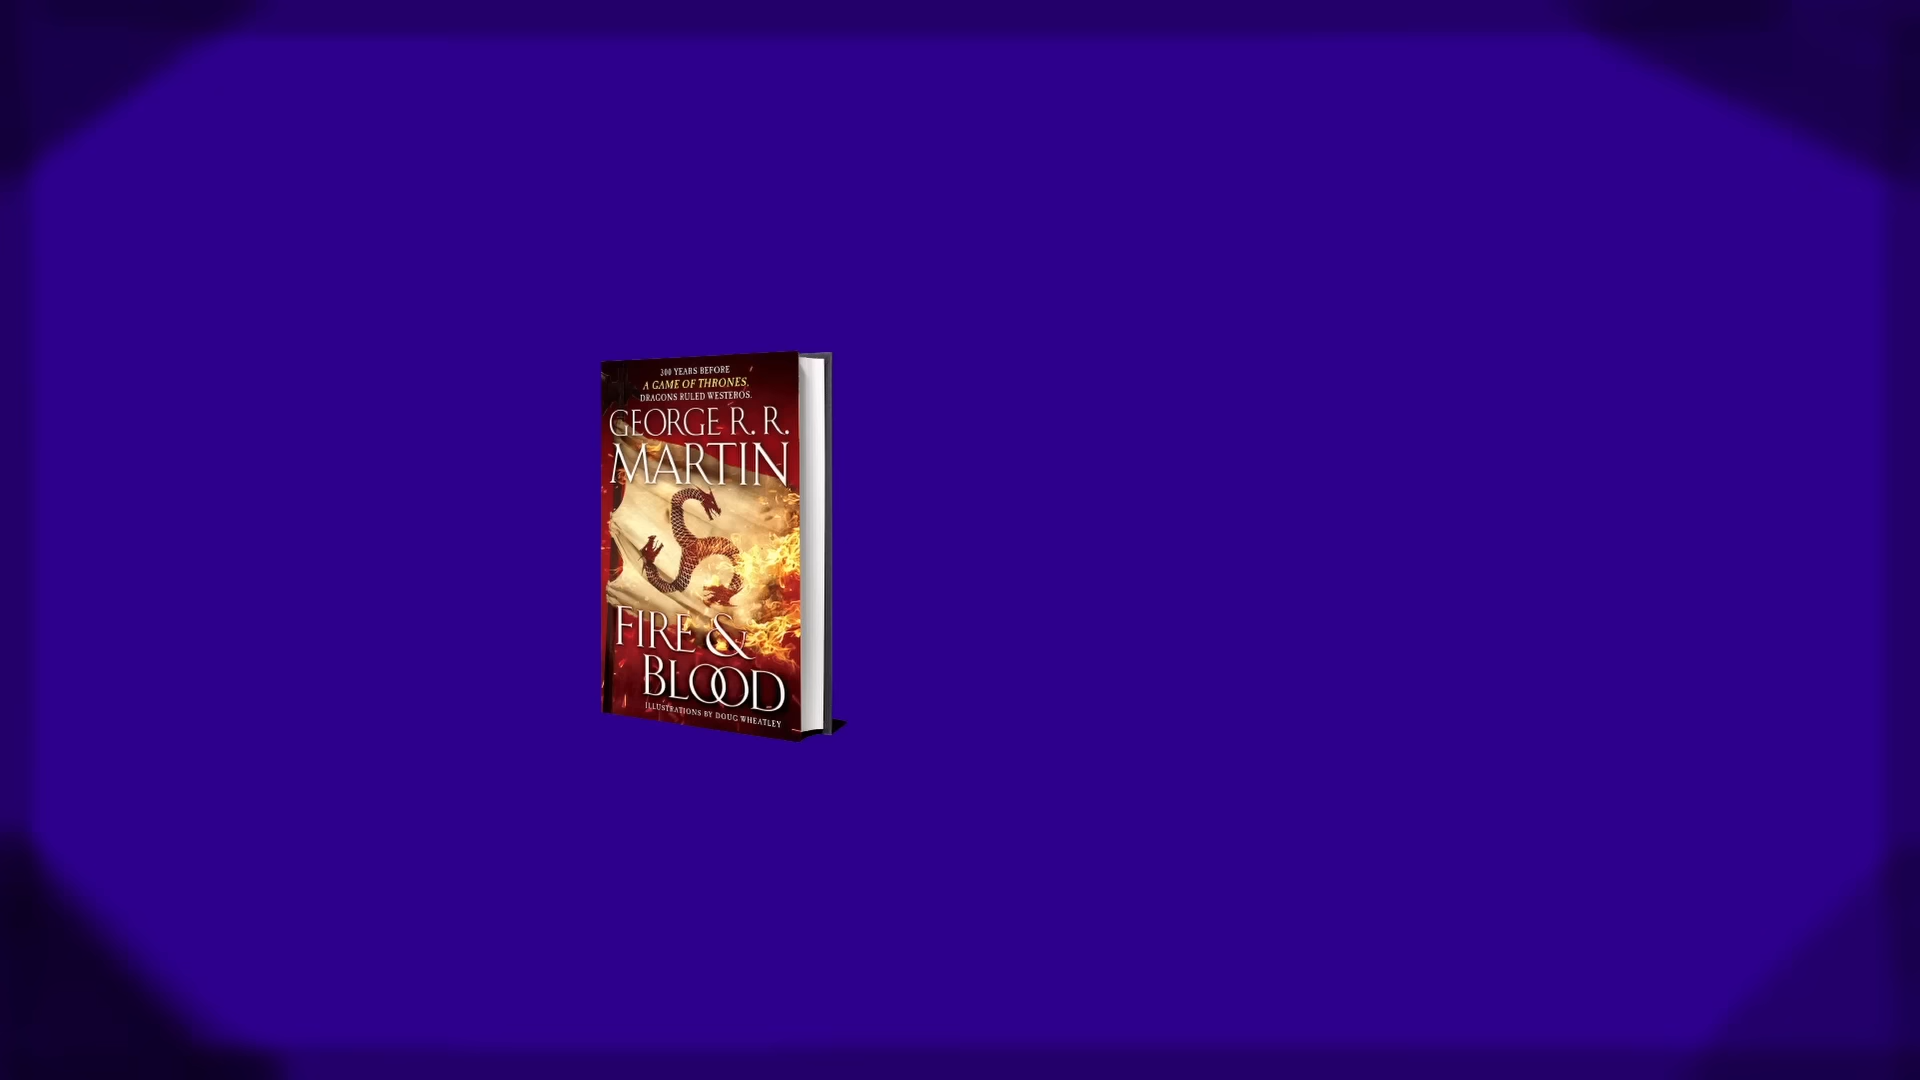 300 YEARS BEFORE
A GAME OF THRONES,
DRAGONS RULED WESTEROS.
GEORGE R. R.
MARTIN
FIRE &
BLOOD
ILLUSTRATIONS BY DOUG WHEATLEY